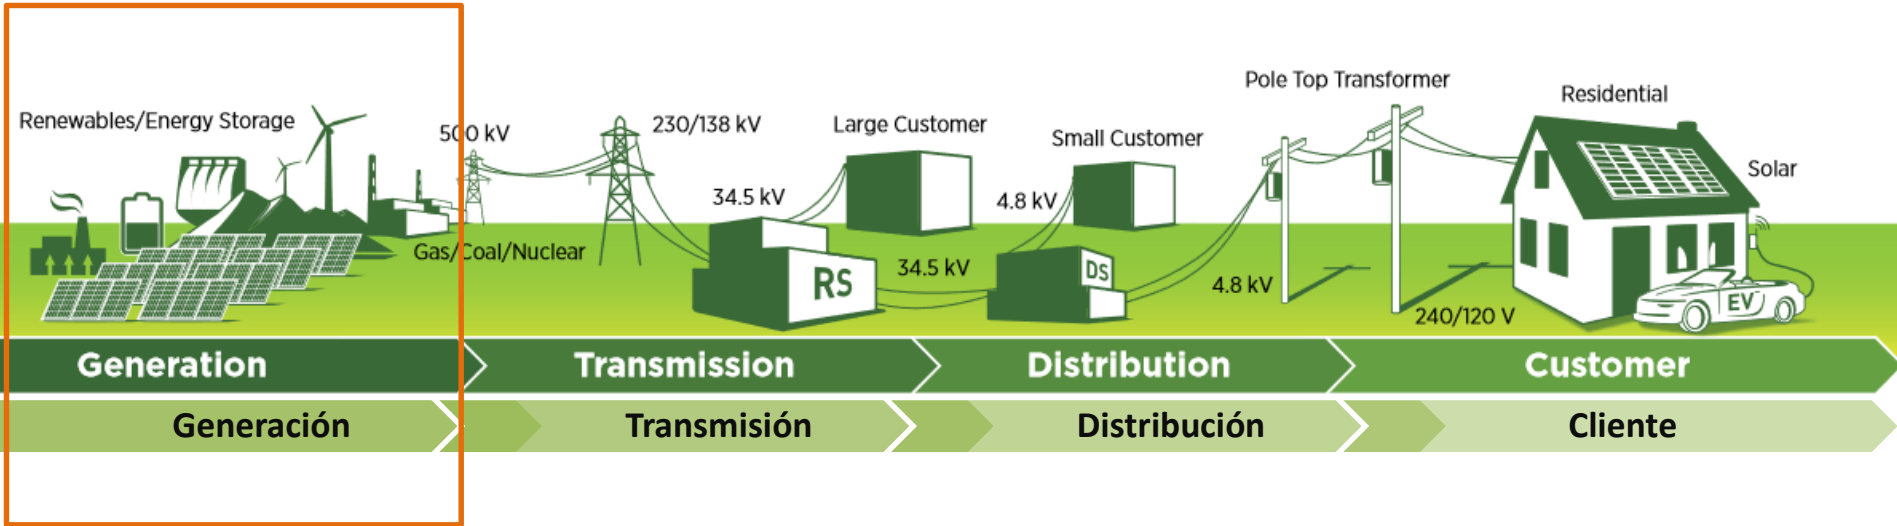 Renewables/Energy Storage
500 kV
230/138 kV
Gas/Coal/Nuclear
34.5 kV
Large Customer
RS
34.5 kV
Small Customer
4.8 kV
DS
4.8 kV
Pole Top Transformer
240/120 V
Residential
Solar
EV
Generation
Transmission
Distribution
Customer
Generación
Transmisión
Distribución
Cliente